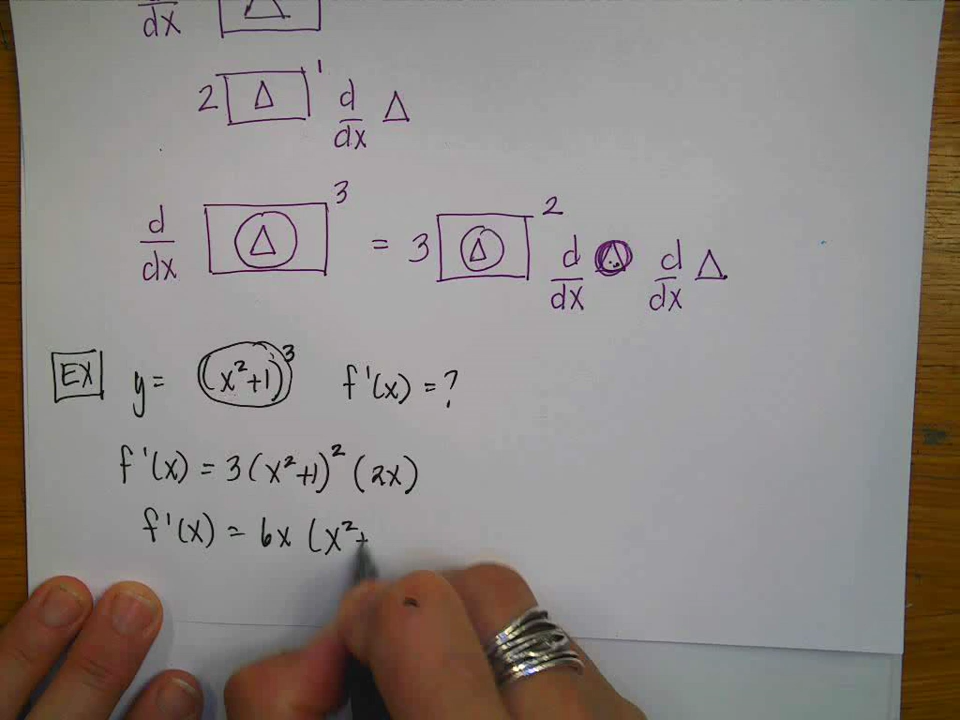 d/dx △
2 △ ¹ d/dx △
d/dx △ ³ = 3 △ ² d/dx △ d/dx △
EX y = (x²+1)³ f'(x) = ?
f'(x) = 3(x²+1)² (2x)
f'(x) = 6x (x²+